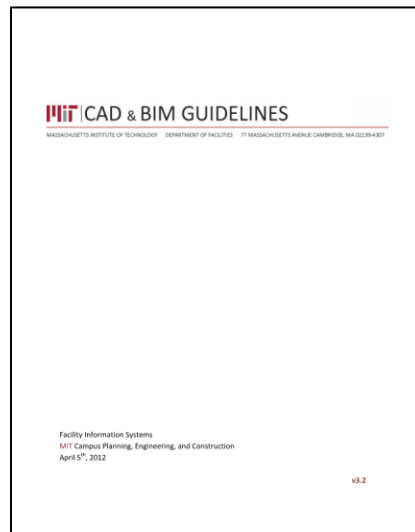 MIT CAD & BIM GUIDELINES
MASSACHUSETTS INSTITUTE OF TECHNOLOGY DEPARTMENT OF FACILITIES 77 MASSACHUSETTS AVENUE CAMBRIDGE, MA 02139-4307
Facility Information Systems
MIT Campus Planning, Engineering, and Construction
April 5th, 2012
v3.2